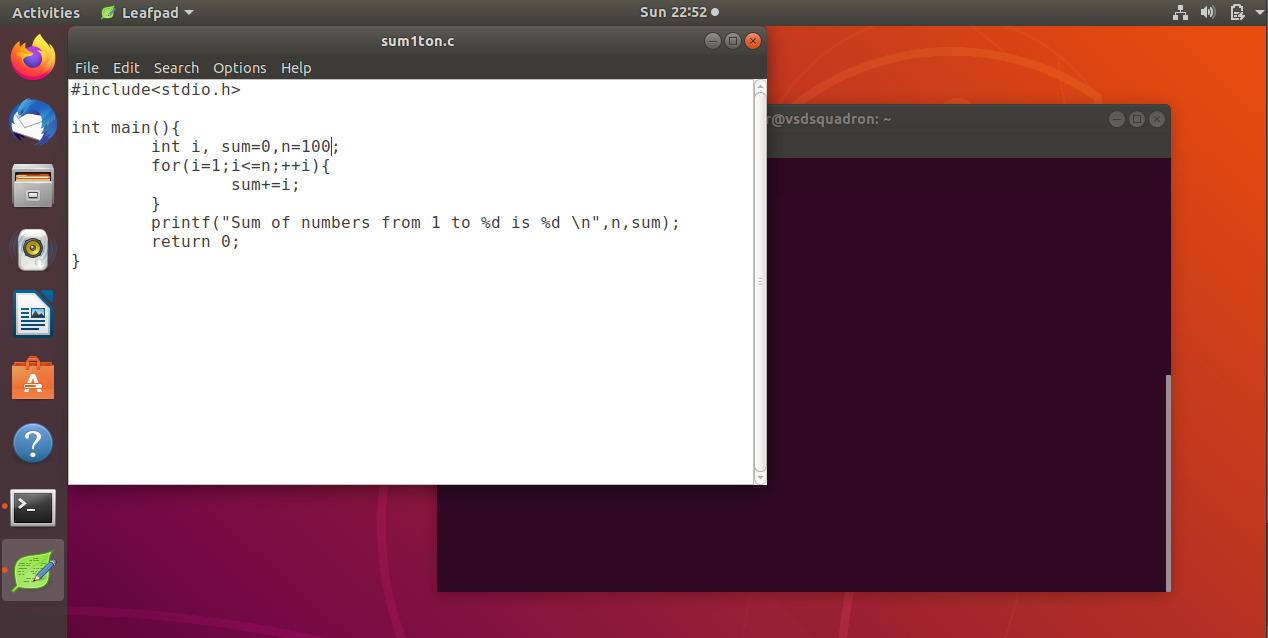 Activities Leafpad Sun 22:52
sum1ton.c
File Edit Search Options Help
#include<stdio.h>
int main(){
int i, sum=0,n=100;
for(i=1;i<=n;++i){
sum+=i;
}
printf("Sum of numbers from 1 to %d is %d \n",n,sum);
return 0;
}
r@vsdsquadron: ~